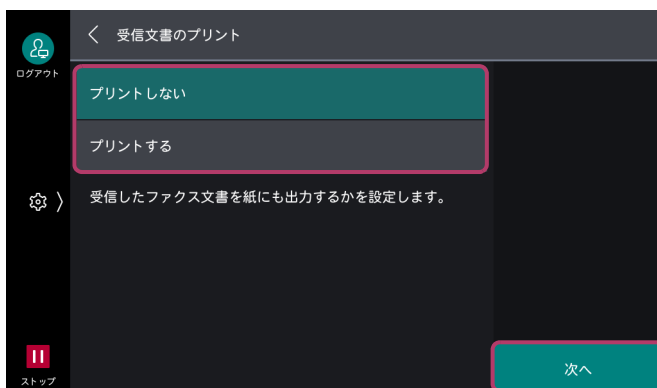 受信文書のプリント
ログアウト
プリントしない
プリントする
受信したファクス文書を紙にも出力するかを設定します。
次へ
ストップ